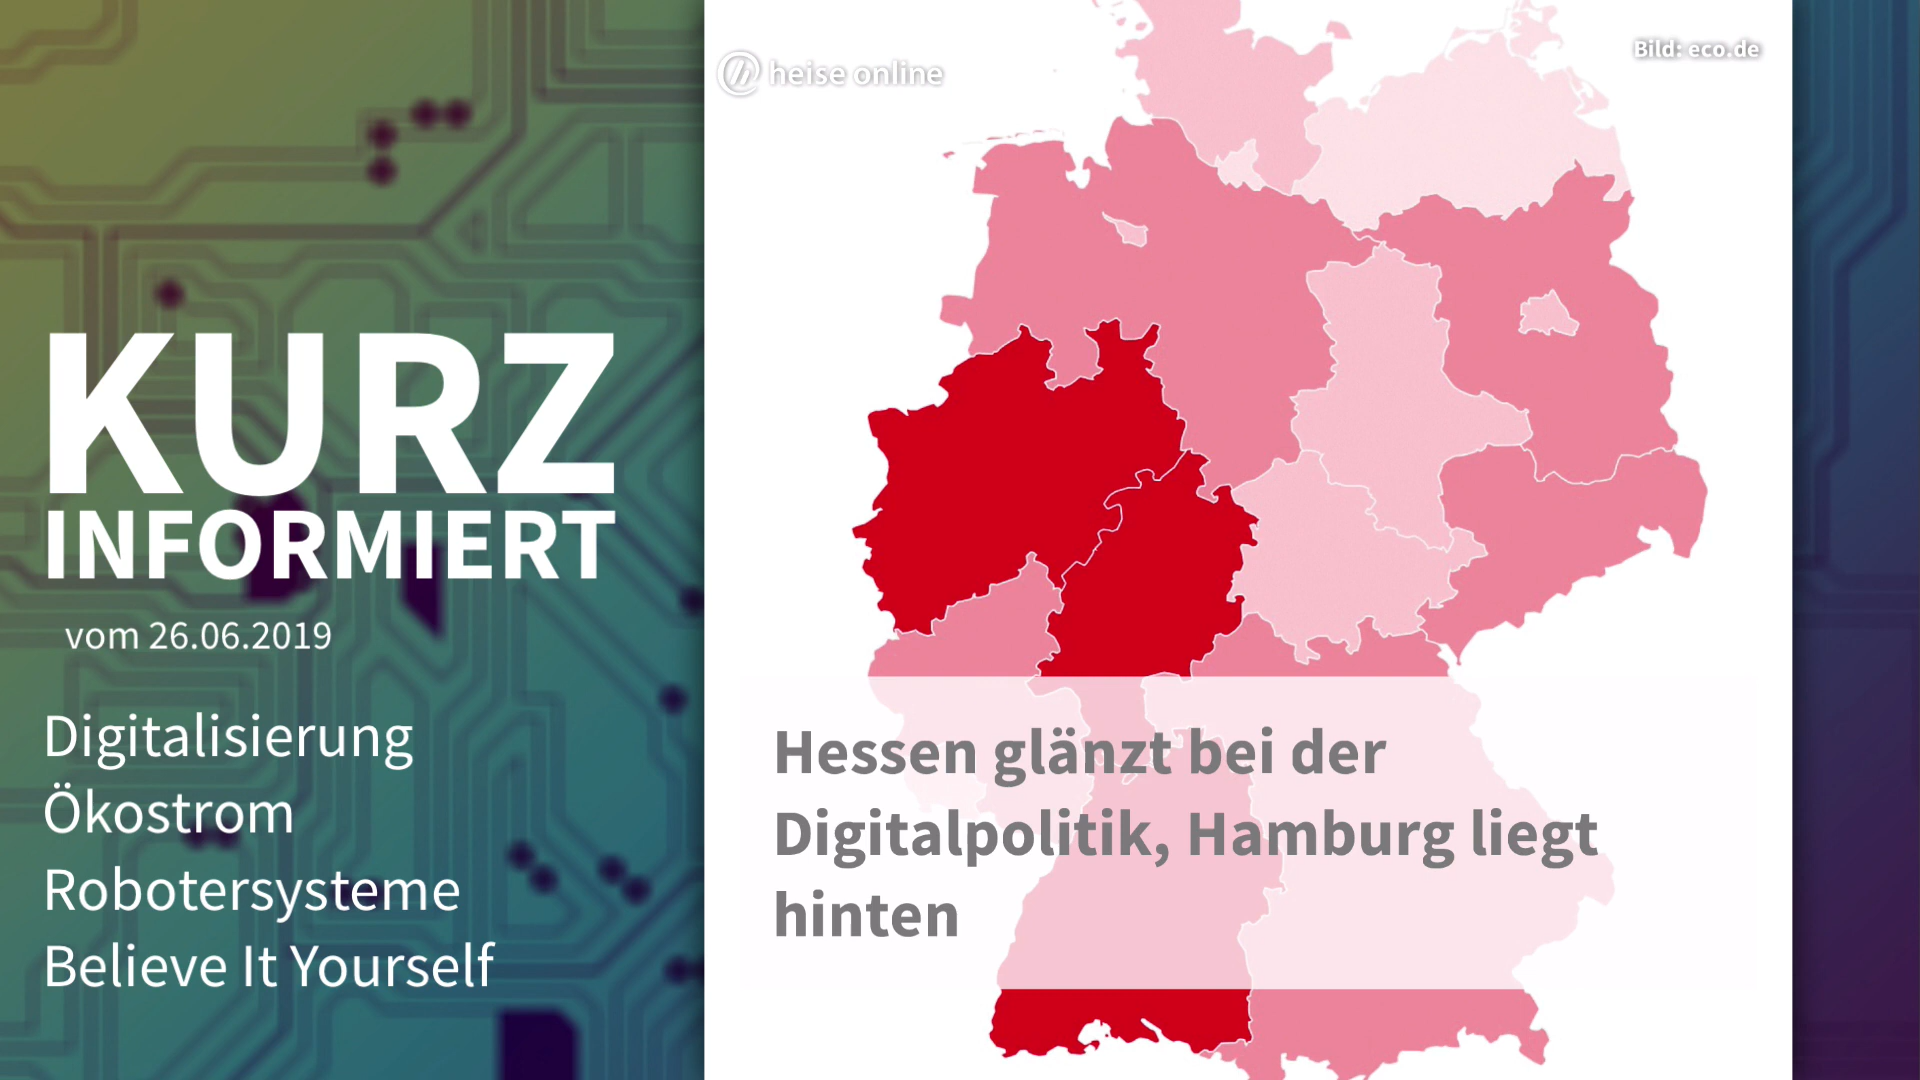 KURZ
INFORMIERT
vom 26.06.2019
Digitalisierung
Ökostrom
Robotersysteme
Believe It Yourself
heise online
Bild: eco.de
Hessen glänzt bei der
Digitalpolitik, Hamburg liegt
hinten